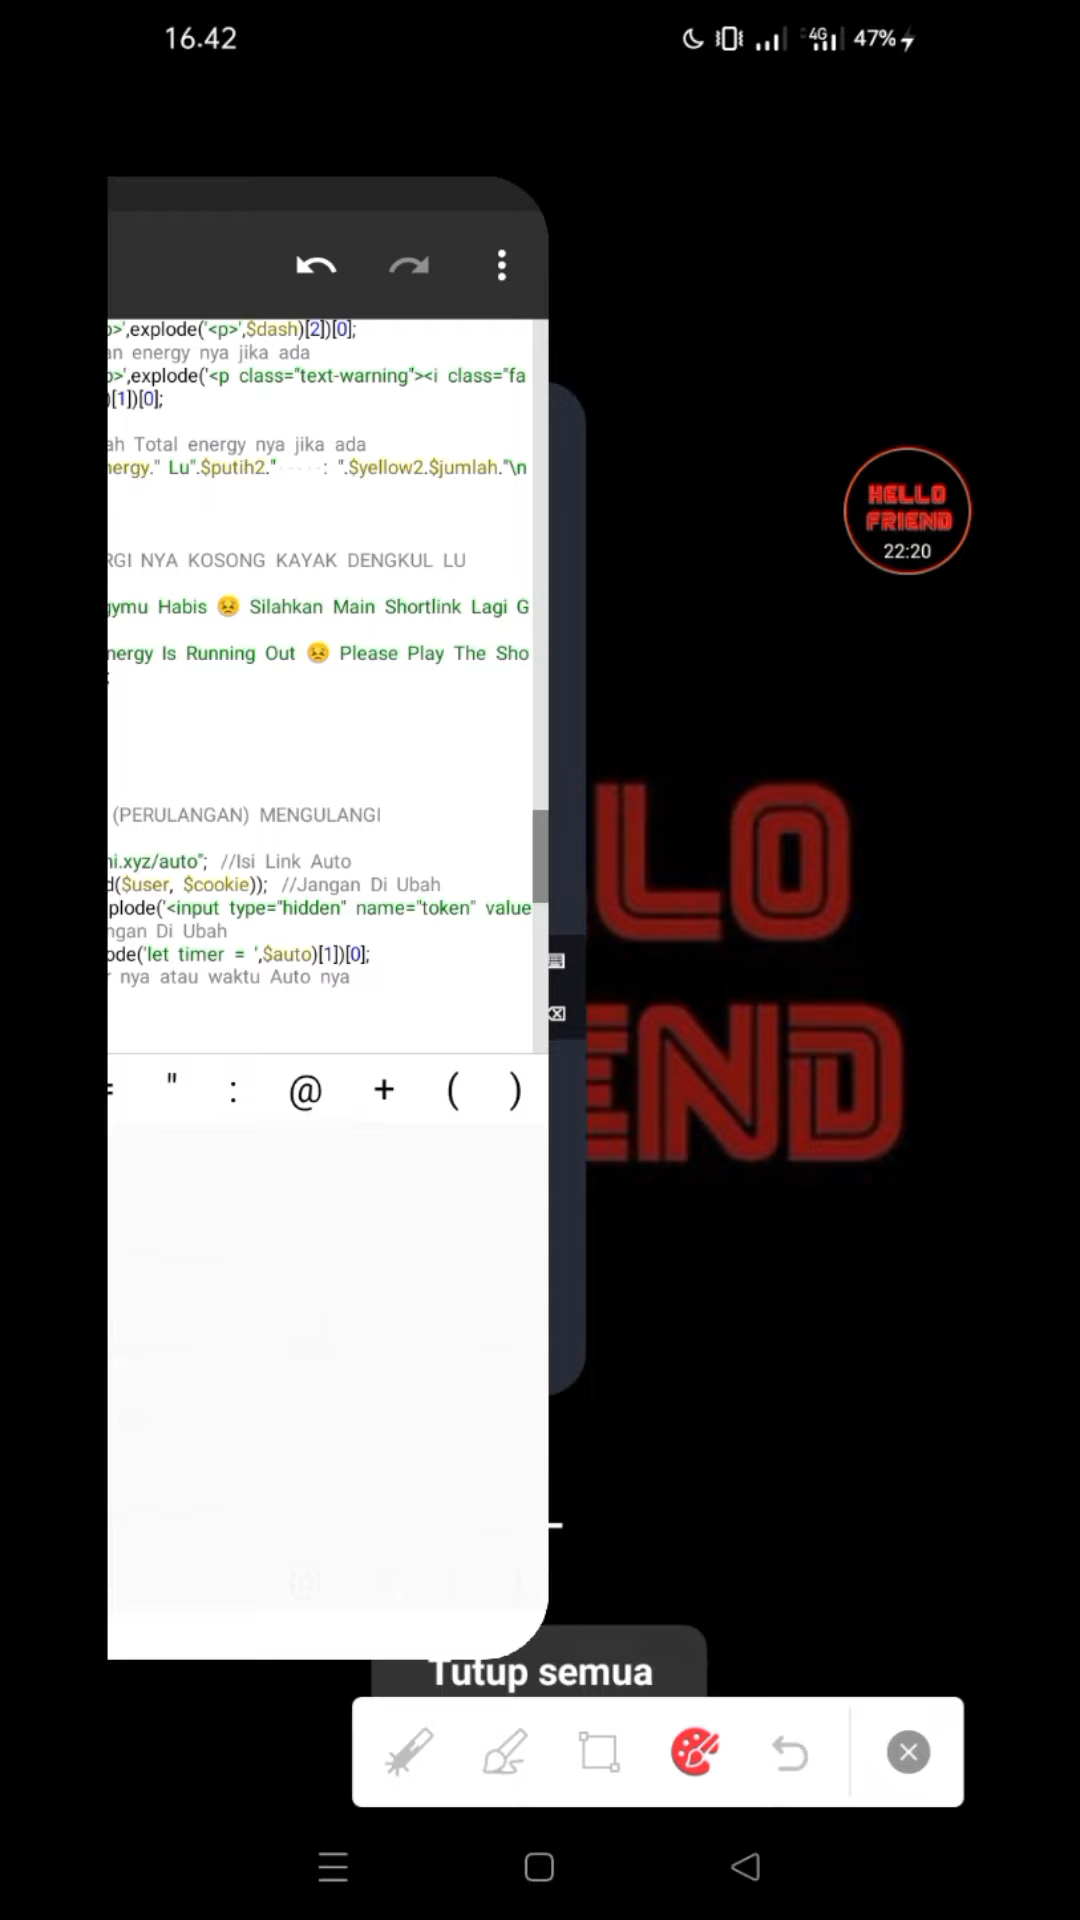 16.42
4G
47%
>',explode('<p>',$dash)[2])[0];
an energy nya jika ada
>',explode('<p class="text-warning"><i class="fa
)[1])[0];
ah Total energy nya jika ada
nergy." Lu".$putih2."·····: ".$yellow2.$jumlah."\n
RGI NYA KOSONG KAYAK DENGKUL LU
gymu Habis 😣 Silahkan Main Shortlink Lagi G
nergy Is Running Out 😣 Please Play The Sho
HELLO
FRIEND
22:20
(PERULANGAN) MENGULANGI
ni.xyz/auto"; //Isi Link Auto
d($user, $cookie)); //Jangan Di Ubah
plode('<input type="hidden" name="token" value
ngan Di Ubah
ode('let timer = ',$auto)[1])[0];
r nya atau waktu Auto nya
LO
END
" : @ + ( )
Tutup semua